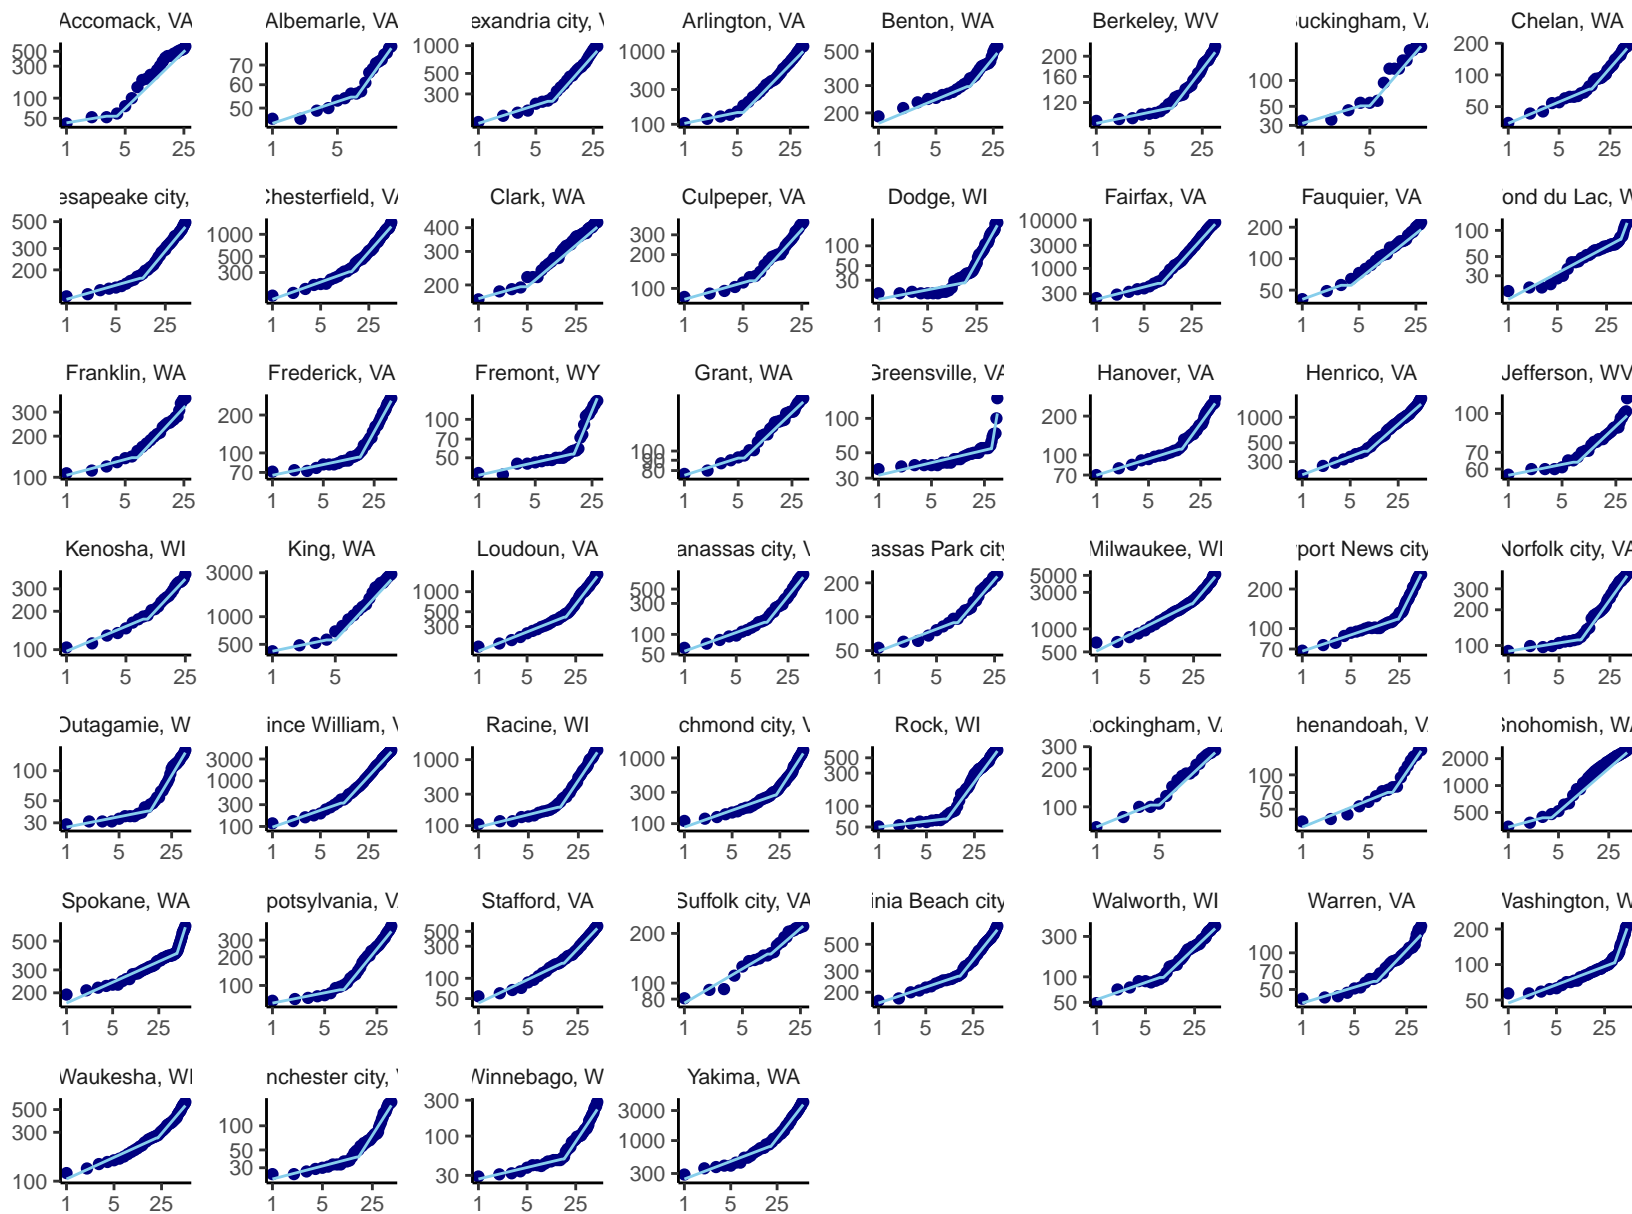 Accomack, VA Albemarle, VA exandria city, V Arlington, VA Benton, WA Berkeley, WV uckingham, VA Chelan, WA
500 300 100 50 70 60 50 1000 500 300 1000 300 100 500 300 200 200 160 120 100 50 30 200 100 50
1 5 25 1 5 1 5 25 1 5 25 1 5 25 1 5 25 1 5 1 5 25
esapeake city, Chesterfield, VA Clark, WA Culpeper, VA Dodge, WI Fairfax, VA Fauquier, VA ond du Lac, W
500 300 200 1000 500 300 400 300 200 300 200 100 100 50 30 10000 3000 1000 300 200 100 50 100 50 30
1 5 25 1 5 25 1 5 25 1 5 25 1 5 25 1 5 25 1 5 25 1 5 25
Franklin, WA Frederick, VA Fremont, WY Grant, WA Greensville, VA Hanover, VA Henrico, VA Jefferson, WV
300 200 100 200 100 70 100 70 50 100 90 80 100 50 30 200 100 70 1000 500 300 100 70 60
1 5 25 1 5 25 1 5 25 1 5 25 1 5 25 1 5 25 1 5 25 1 5 25
Kenosha, WI King, WA Loudoun, VA anassas city, V assas Park city Milwaukee, WI port News city Norfolk city, VA
300 200 100 3000 1000 500 1000 500 300 500 300 100 50 200 100 50 5000 3000 1000 500 200 100 70 300 200 100
1 5 25 1 5 1 5 25 1 5 25 1 5 25 1 5 25 1 5 25 1 5 25
Outagamie, W ince William, V Racine, WI chmond city, V Rock, WI ockingham, VA henandoah, V Snohomish, WA
100 50 30 3000 1000 300 100 1000 300 100 1000 300 100 500 300 100 50 300 200 100 100 70 50 2000 1000 500
1 5 25 1 5 25 1 5 25 1 5 25 1 5 25 1 5 1 5 1 5 25
Spokane, WA potsylvania, V Stafford, VA Suffolk city, VA inia Beach city Walworth, WI Warren, VA Washington, W
500 300 200 300 200 100 500 300 100 50 200 100 80 500 300 200 300 100 50 100 70 50 200 100 50
1 5 25 1 5 25 1 5 25 1 5 25 1 5 25 1 5 25 1 5 25 1 5 25
Waukesha, WI nchester city, Winnebago, W Yakima, WA
500 300 100 100 50 30 300 100 30 3000 1000 300
1 5 25 1 5 25 1 5 25 1 5 25